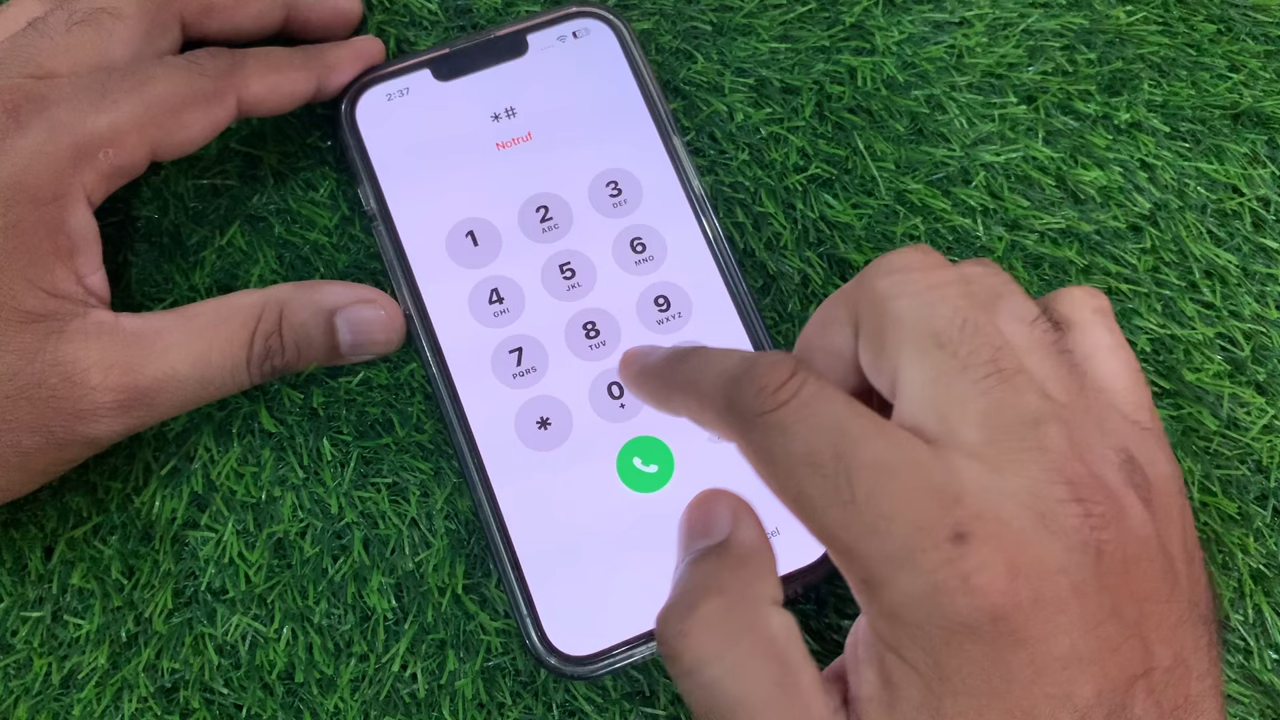 2:37
*#
Notruf
1
2
ABC
3
DEF
4
GHI
5
JKL
6
MNO
7
PQRS
8
TUV
9
WXYZ
*
0
+
cel